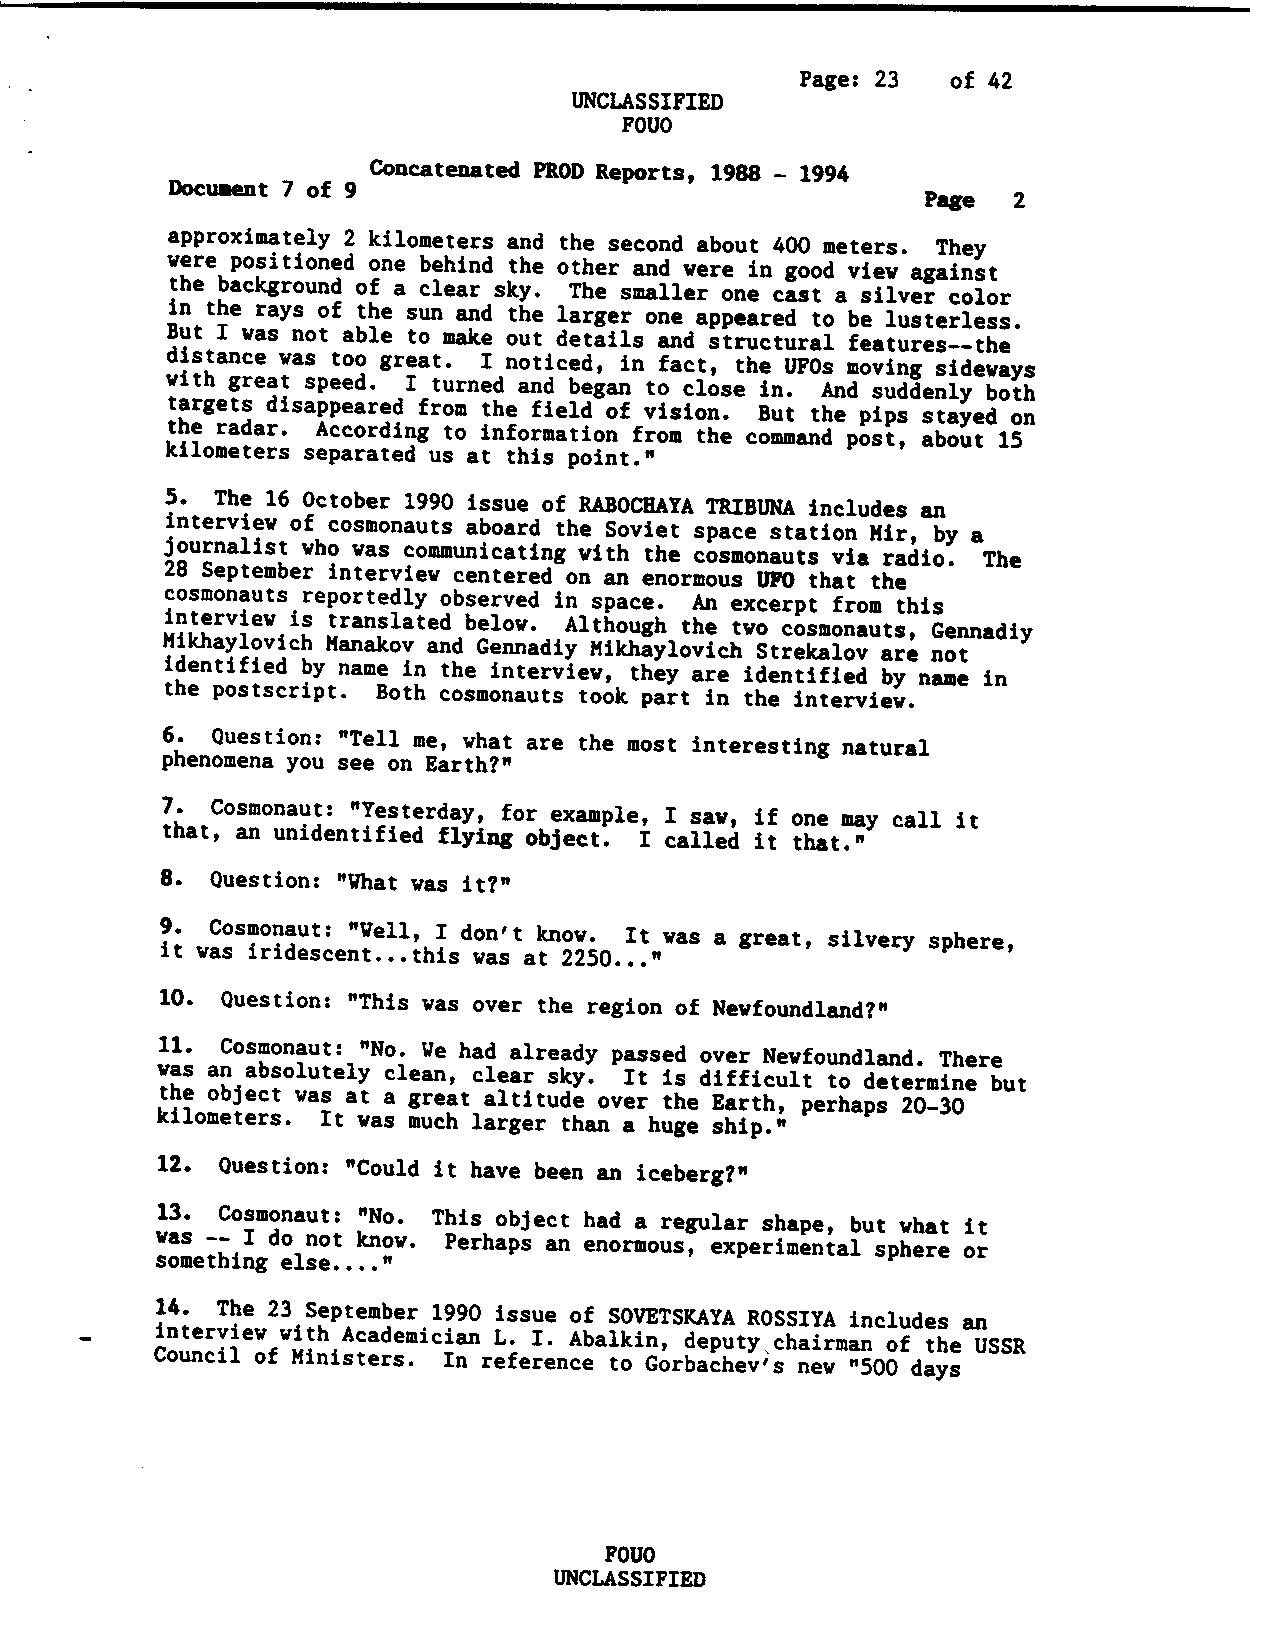 Page: 23 of 42
UNCLASSIFIED
FOUO
Concatenated PROD Reports, 1988 - 1994
Document 7 of 9
Page 2
approximately 2 kilometers and the second about 400 meters. They
were positioned one behind the other and were in good view against
the background of a clear sky. The smaller one cast a silver color
in the rays of the sun and the larger one appeared to be lusterless.
But I was not able to make out details and structural features--the
distance was too great. I noticed, in fact, the UFOs moving sideways
with great speed. I turned and began to close in. And suddenly both
targets disappeared from the field of vision. But the pips stayed on
the radar. According to information from the command post, about 15
kilometers separated us at this point."
5. The 16 October 1990 issue of RABOCHAYA TRIBUNA includes an
interview of cosmonauts aboard the Soviet space station Mir, by a
journalist who was communicating with the cosmonauts via radio. The
28 September interview centered on an enormous UFO that the
cosmonauts reportedly observed in space. An excerpt from this
interview is translated below. Although the two cosmonauts, Gennadiy
Mikhaylovich Manakov and Gennadiy Mikhaylovich Strekalov are not
identified by name in the interview, they are identified by name in
the postscript. Both cosmonauts took part in the interview.
6. Question: "Tell me, what are the most interesting natural
phenomena you see on Earth?"
7. Cosmonaut: "Yesterday, for example, I saw, if one may call it
that, an unidentified flying object. I called it that."
8. Question: "What was it?"
9. Cosmonaut: "Well, I don't know. It was a great, silvery sphere,
it was iridescent...this was at 2250..."
10. Question: "This was over the region of Newfoundland?"
11. Cosmonaut: "No. We had already passed over Newfoundland. There
was an absolutely clean, clear sky. It is difficult to determine but
the object was at a great altitude over the Earth, perhaps 20-30
kilometers. It was much larger than a huge ship."
12. Question: "Could it have been an iceberg?"
13. Cosmonaut: "No. This object had a regular shape, but what it
was -- I do not know. Perhaps an enormous, experimental sphere or
something else...."
14. The 23 September 1990 issue of SOVETSKAYA ROSSIYA includes an
interview with Academician L. I. Abalkin, deputy chairman of the USSR
Council of Ministers. In reference to Gorbachev's new "500 days
FOUO
UNCLASSIFIED